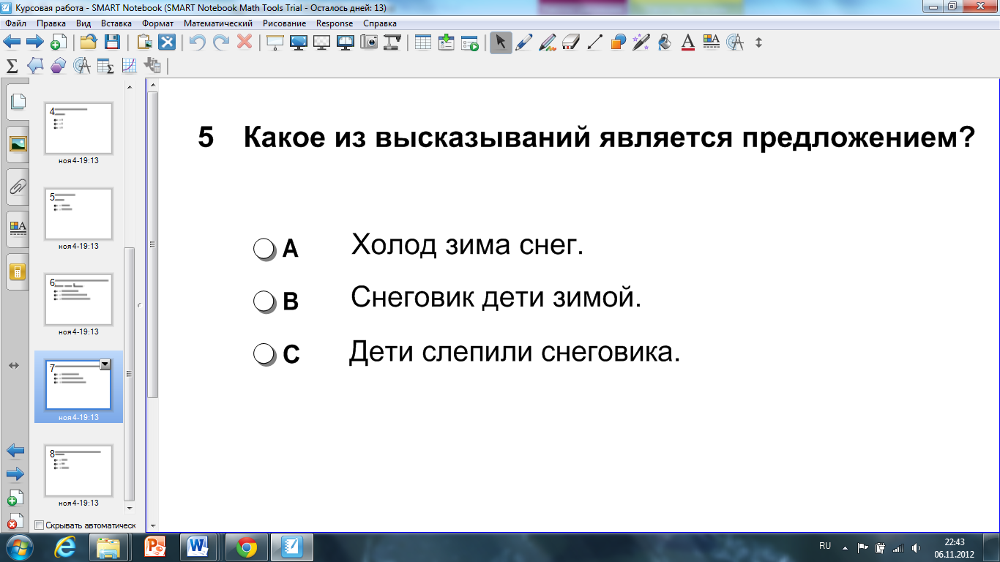 Курсовая работа - SMART Notebook (SMART Notebook Math Tools Trial - Осталось дней: 13)
Файл Правка Вид Вставка Формат Математический Рисование Response Справка
4
ноя 4-19:13
5
ноя 4-19:13
6
ноя 4-19:13
7
ноя 4-19:13
8
ноя 4-19:13
Скрывать автоматическ
5 Какое из высказываний является предложением?
A Холод зима снег.
B Снеговик дети зимой.
C Дети слепили снеговика.
RU
22:43
06.11.2012